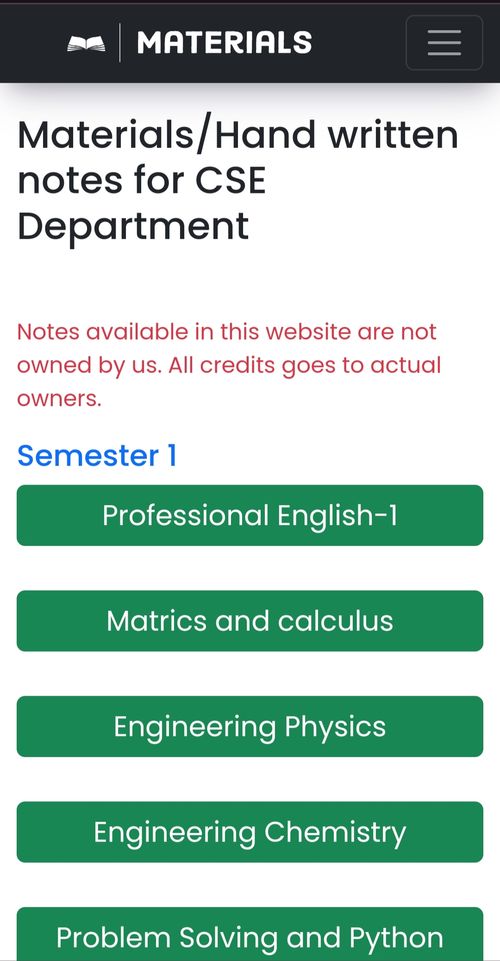 MATERIALS
Materials/Hand written
notes for CSE
Department
Notes available in this website are not
owned by us. All credits goes to actual
owners.
Semester 1
Professional English-1
Matrics and calculus
Engineering Physics
Engineering Chemistry
Problem Solving and Python